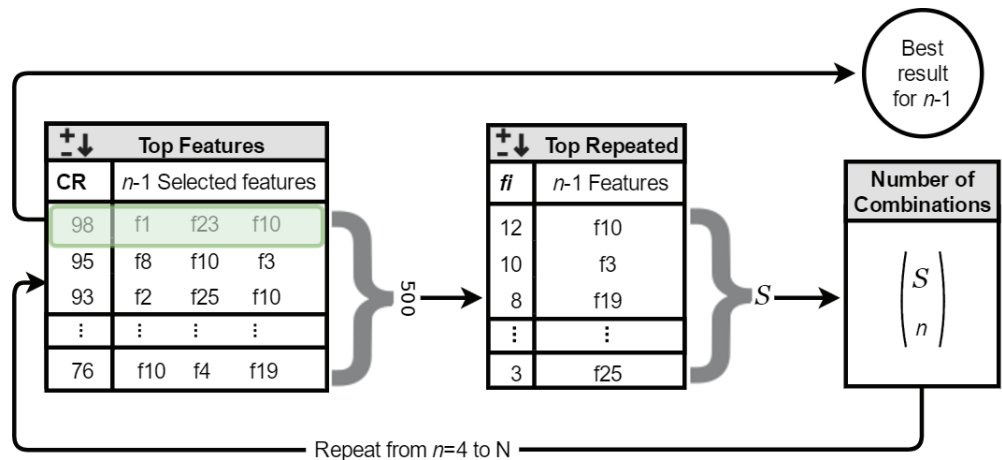 Best
result
for n-1
Top Features
CR n-1 Selected features
98 f1 f23 f10
95 f8 f10 f3
93 f2 f25 f10
⋮ ⋮ ⋮ ⋮
76 f10 f4 f19
500
Top Repeated
fi n-1 Features
12 f10
10 f3
8 f19
⋮ ⋮
3 f25
S
Number of
Combinations
S
n
Repeat from n=4 to N